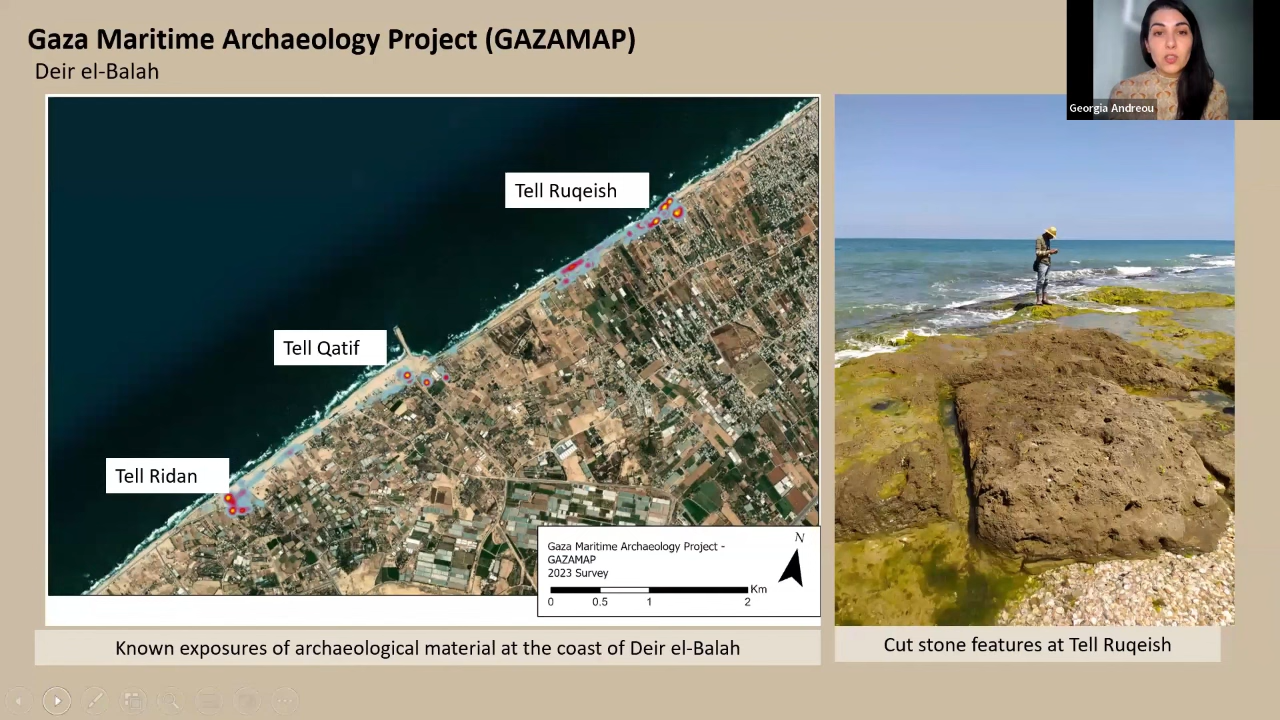 Gaza Maritime Archaeology Project (GAZAMAP)
Deir el-Balah
Georgia Andreou
Tell Ruqeish
Tell Qatif
Tell Ridan
Gaza Maritime Archaeology Project -
GAZAMAP
2023 Survey
N
Km
0 0.5 1 2
Known exposures of archaeological material at the coast of Deir el-Balah
Cut stone features at Tell Ruqeish